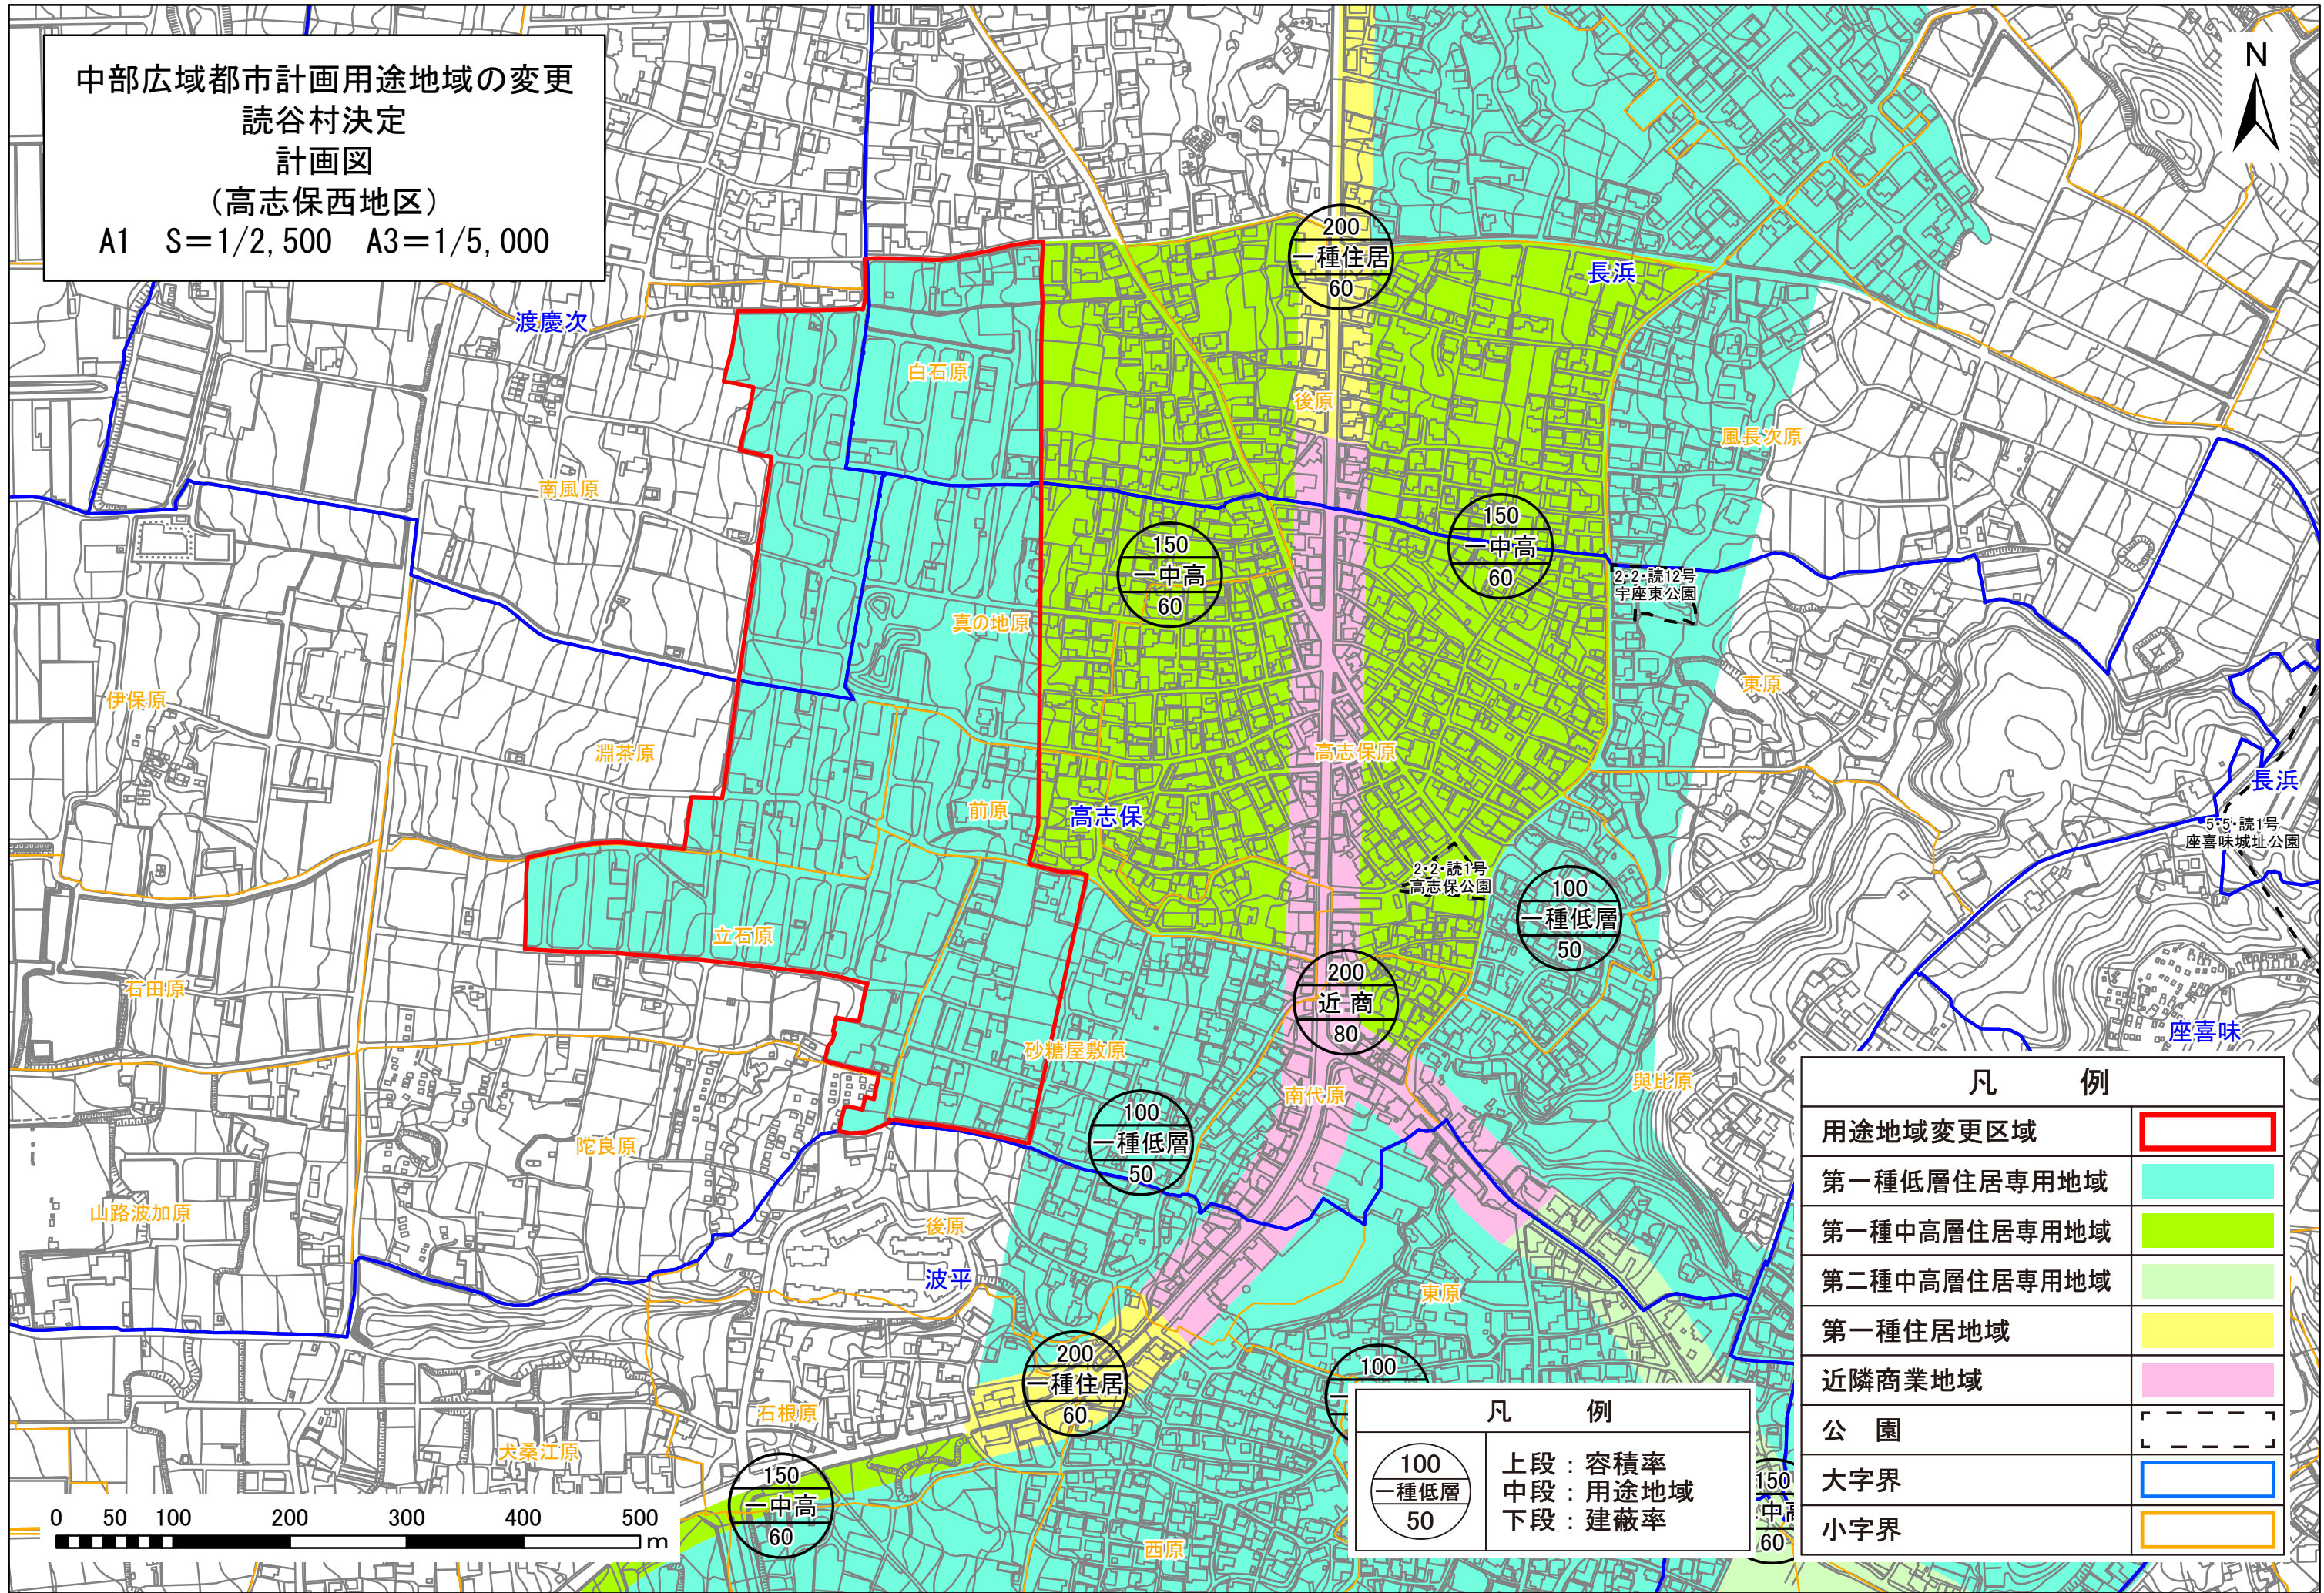 中部広域都市計画用途地域の変更
読谷村決定
計画図
(高志保西地区)
A1 S=1/2,500 A3=1/5,000
N
200
一種住居
60
長浜
渡慶次
白石原
後原
風長次原
南風原
150
一中高
60
150
一中高
60
2・2・読12号
宇座東公園
真の地原
東原
伊保原
淵茶原
高志保原
長浜
前原
高志保
5・5・読1号
座喜味城址公園
2・2・読1号
高志保公園
100
一種低層
50
立石原
石田原
200
近商
80
座喜味
砂糖屋敷原
與比原
南代原
100
一種低層
50
陀良原
山路波加原
後原
波平
東原
200
一種住居
60
100
石根原
犬桑江原
150
一中高
60
西原
150
中高
60
0 50 100 200 300 400 500
m
凡 例
100
一種低層
50
上段:容積率
中段:用途地域
下段:建蔽率
凡 例
用途地域変更区域
第一種低層住居専用地域
第一種中高層住居専用地域
第二種中高層住居専用地域
第一種住居地域
近隣商業地域
公 園
大字界
小字界